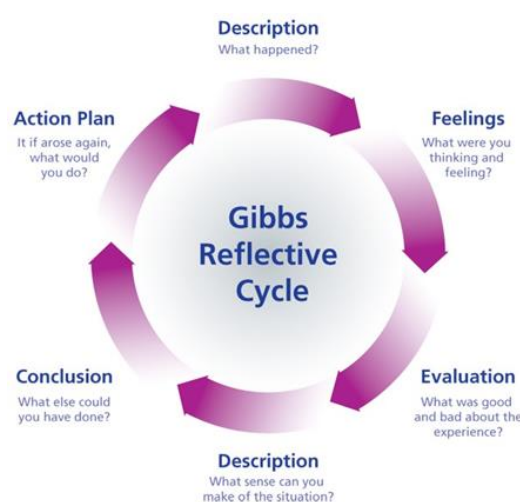 Description
What happened?
Feelings
What were you
thinking and
feeling?
Evaluation
What was good
and bad about the
experience?
Description
What sense can you
make of the situation?
Conclusion
What else could
you have done?
Action Plan
It if arose again,
what would
you do?
Gibbs
Reflective
Cycle